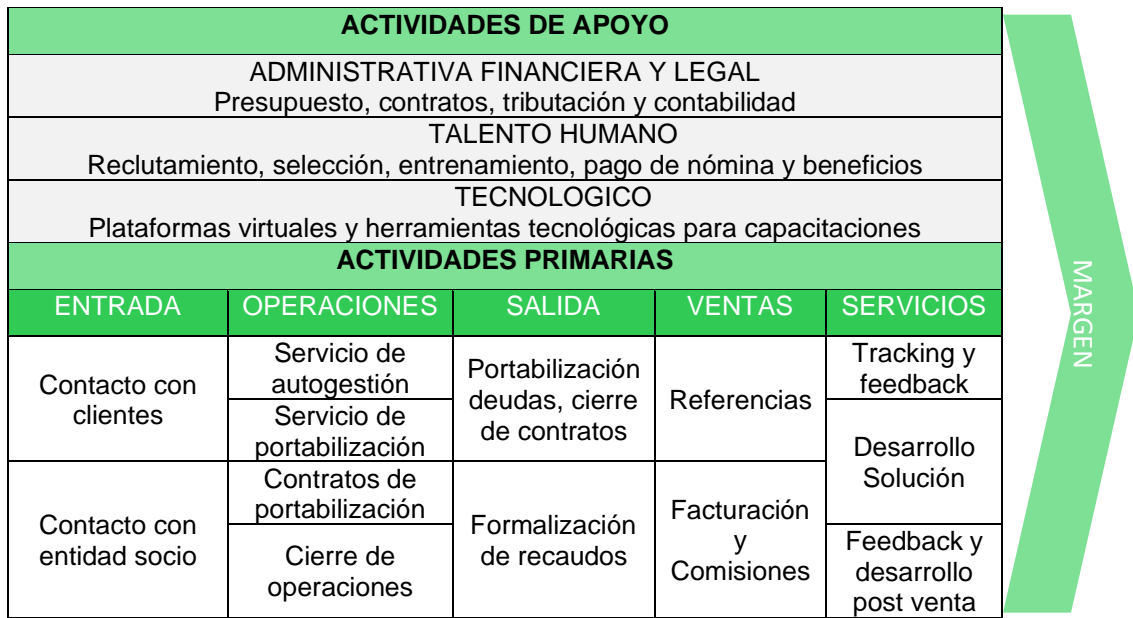 ACTIVIDADES DE APOYO
ADMINISTRATIVA FINANCIERA Y LEGAL
Presupuesto, contratos, tributación y contabilidad
TALENTO HUMANO
Reclutamiento, selección, entrenamiento, pago de nómina y beneficios
TECNOLOGICO
Plataformas virtuales y herramientas tecnológicas para capacitaciones
ACTIVIDADES PRIMARIAS
ENTRADA
OPERACIONES
SALIDA
VENTAS
SERVICIOS
Contacto con
clientes
Servicio de
autogestión
Servicio de
portabilización
Portabilización
deudas, cierre
de contratos
Referencias
Tracking y
feedback
Desarrollo
Solución
Contacto con
entidad socio
Contratos de
portabilización
Cierre de
operaciones
Formalización
de recaudos
Facturación
y
Comisiones
Feedback y
desarrollo
post venta
MARGEN